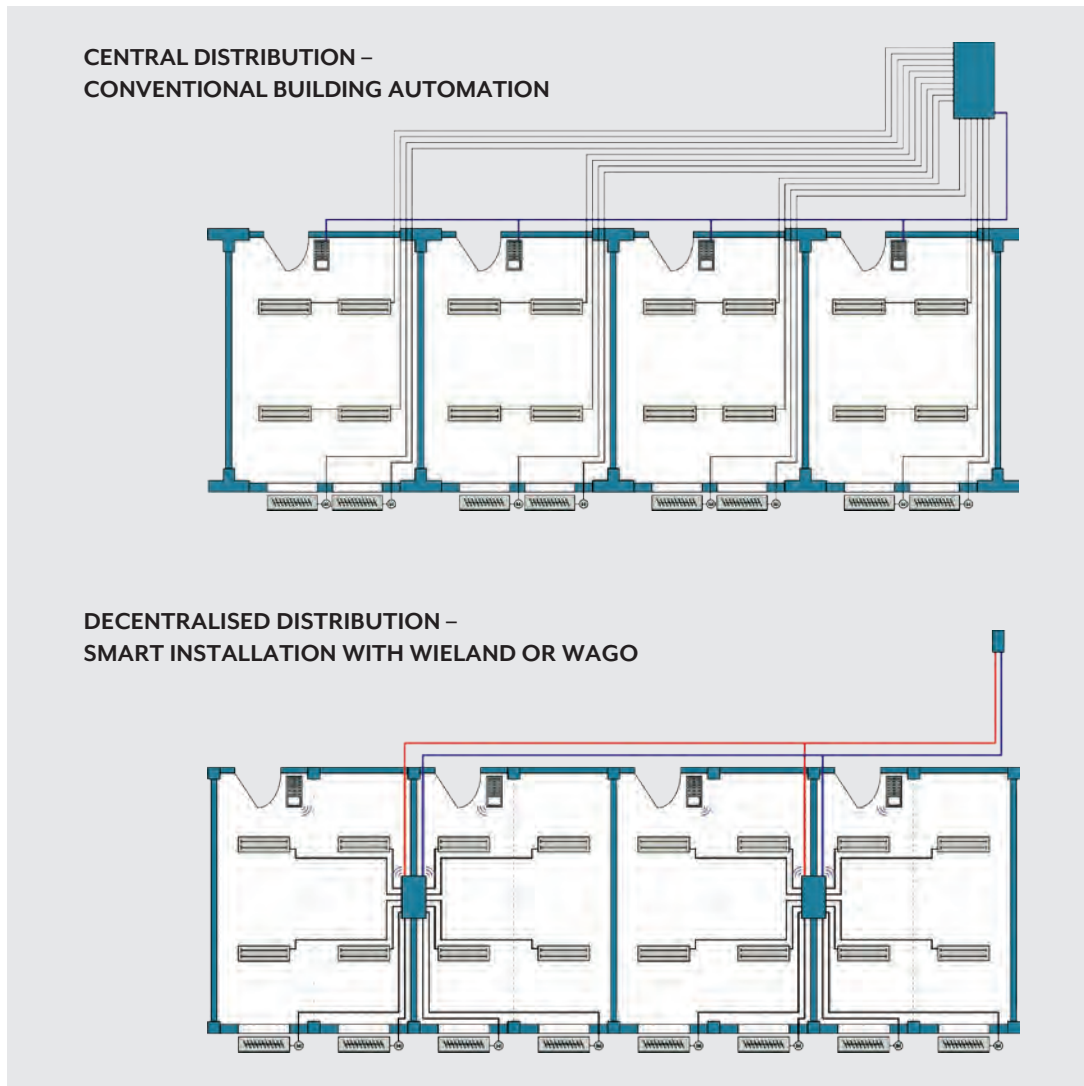 CENTRAL DISTRIBUTION –
CONVENTIONAL BUILDING AUTOMATION
DECENTRALISED DISTRIBUTION –
SMART INSTALLATION WITH WIELAND OR WAGO